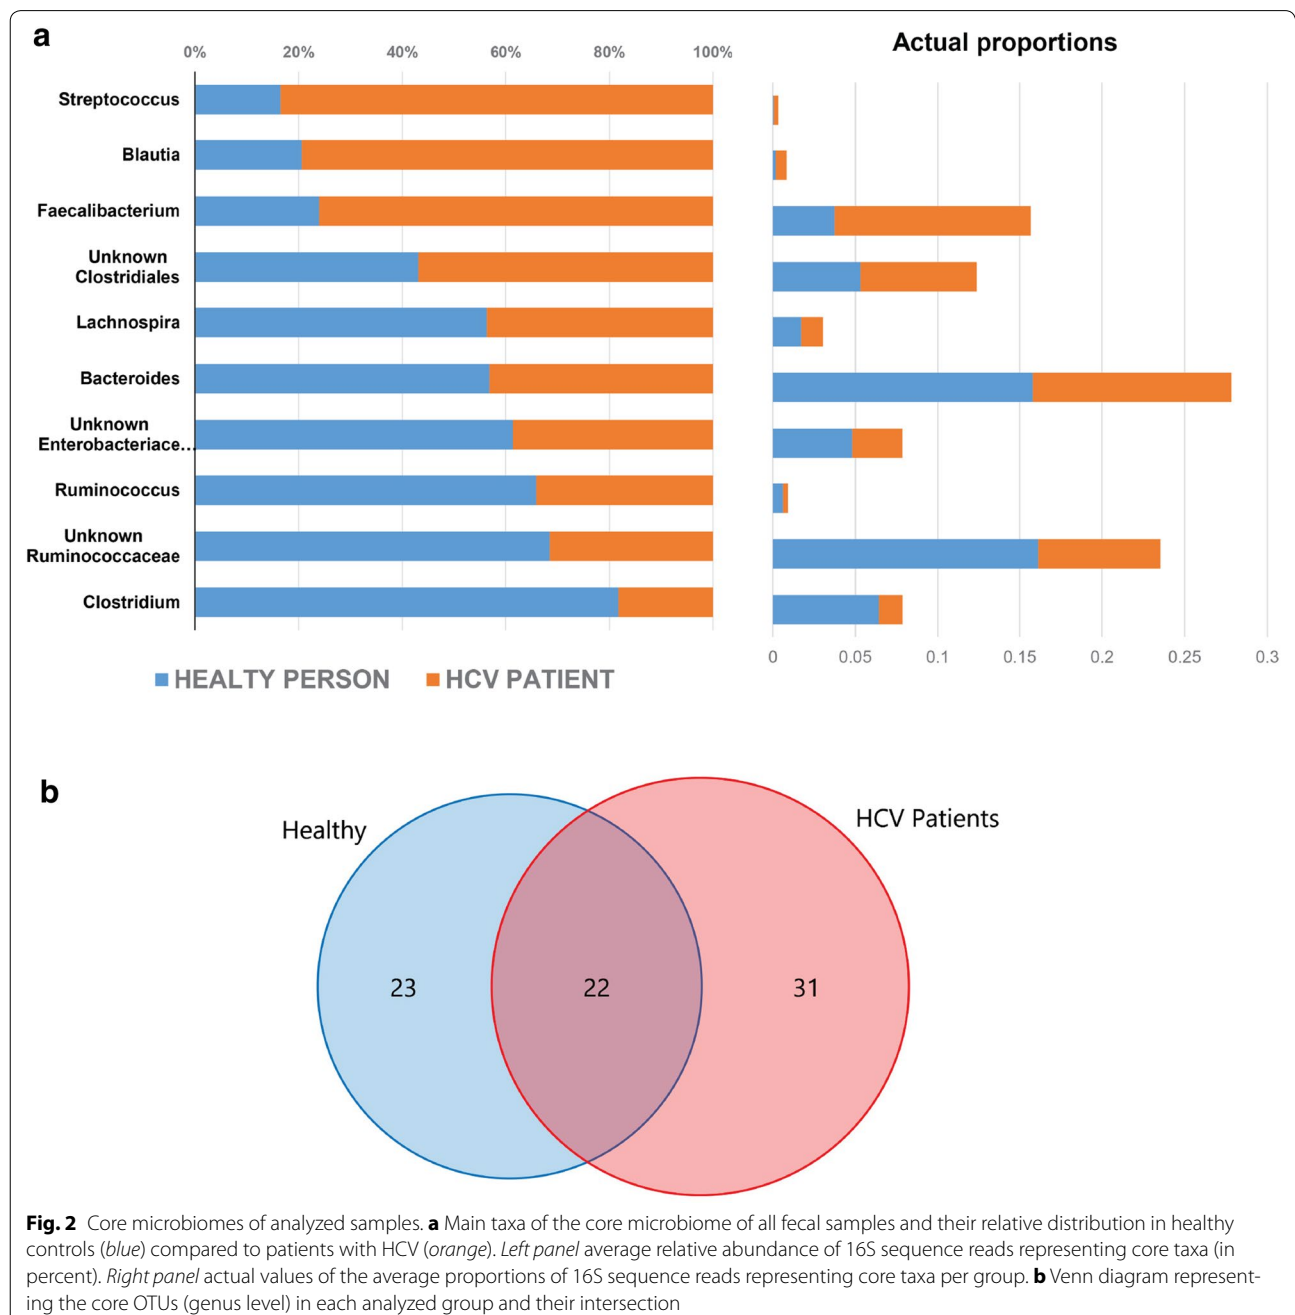 a
0% 20% 40% 60% 80% 100%
Streptococcus
Blautia
Faecalibacterium
Unknown
Clostridiales
Lachnospira
Bacteroides
Unknown
Enterobacteriace...
Ruminococcus
Unknown
Ruminococcaceae
Clostridium
HEALTY PERSON HCV PATIENT
Actual proportions
0 0.05 0.1 0.15 0.2 0.25 0.3
b
Healthy
HCV Patients
23 22 31
Fig. 2 Core microbiomes of analyzed samples. a Main taxa of the core microbiome of all fecal samples and their relative distribution in healthy
controls (blue) compared to patients with HCV (orange). Left panel average relative abundance of 16S sequence reads representing core taxa (in
percent). Right panel actual values of the average proportions of 16S sequence reads representing core taxa per group. b Venn diagram represent-
ing the core OTUs (genus level) in each analyzed group and their intersection